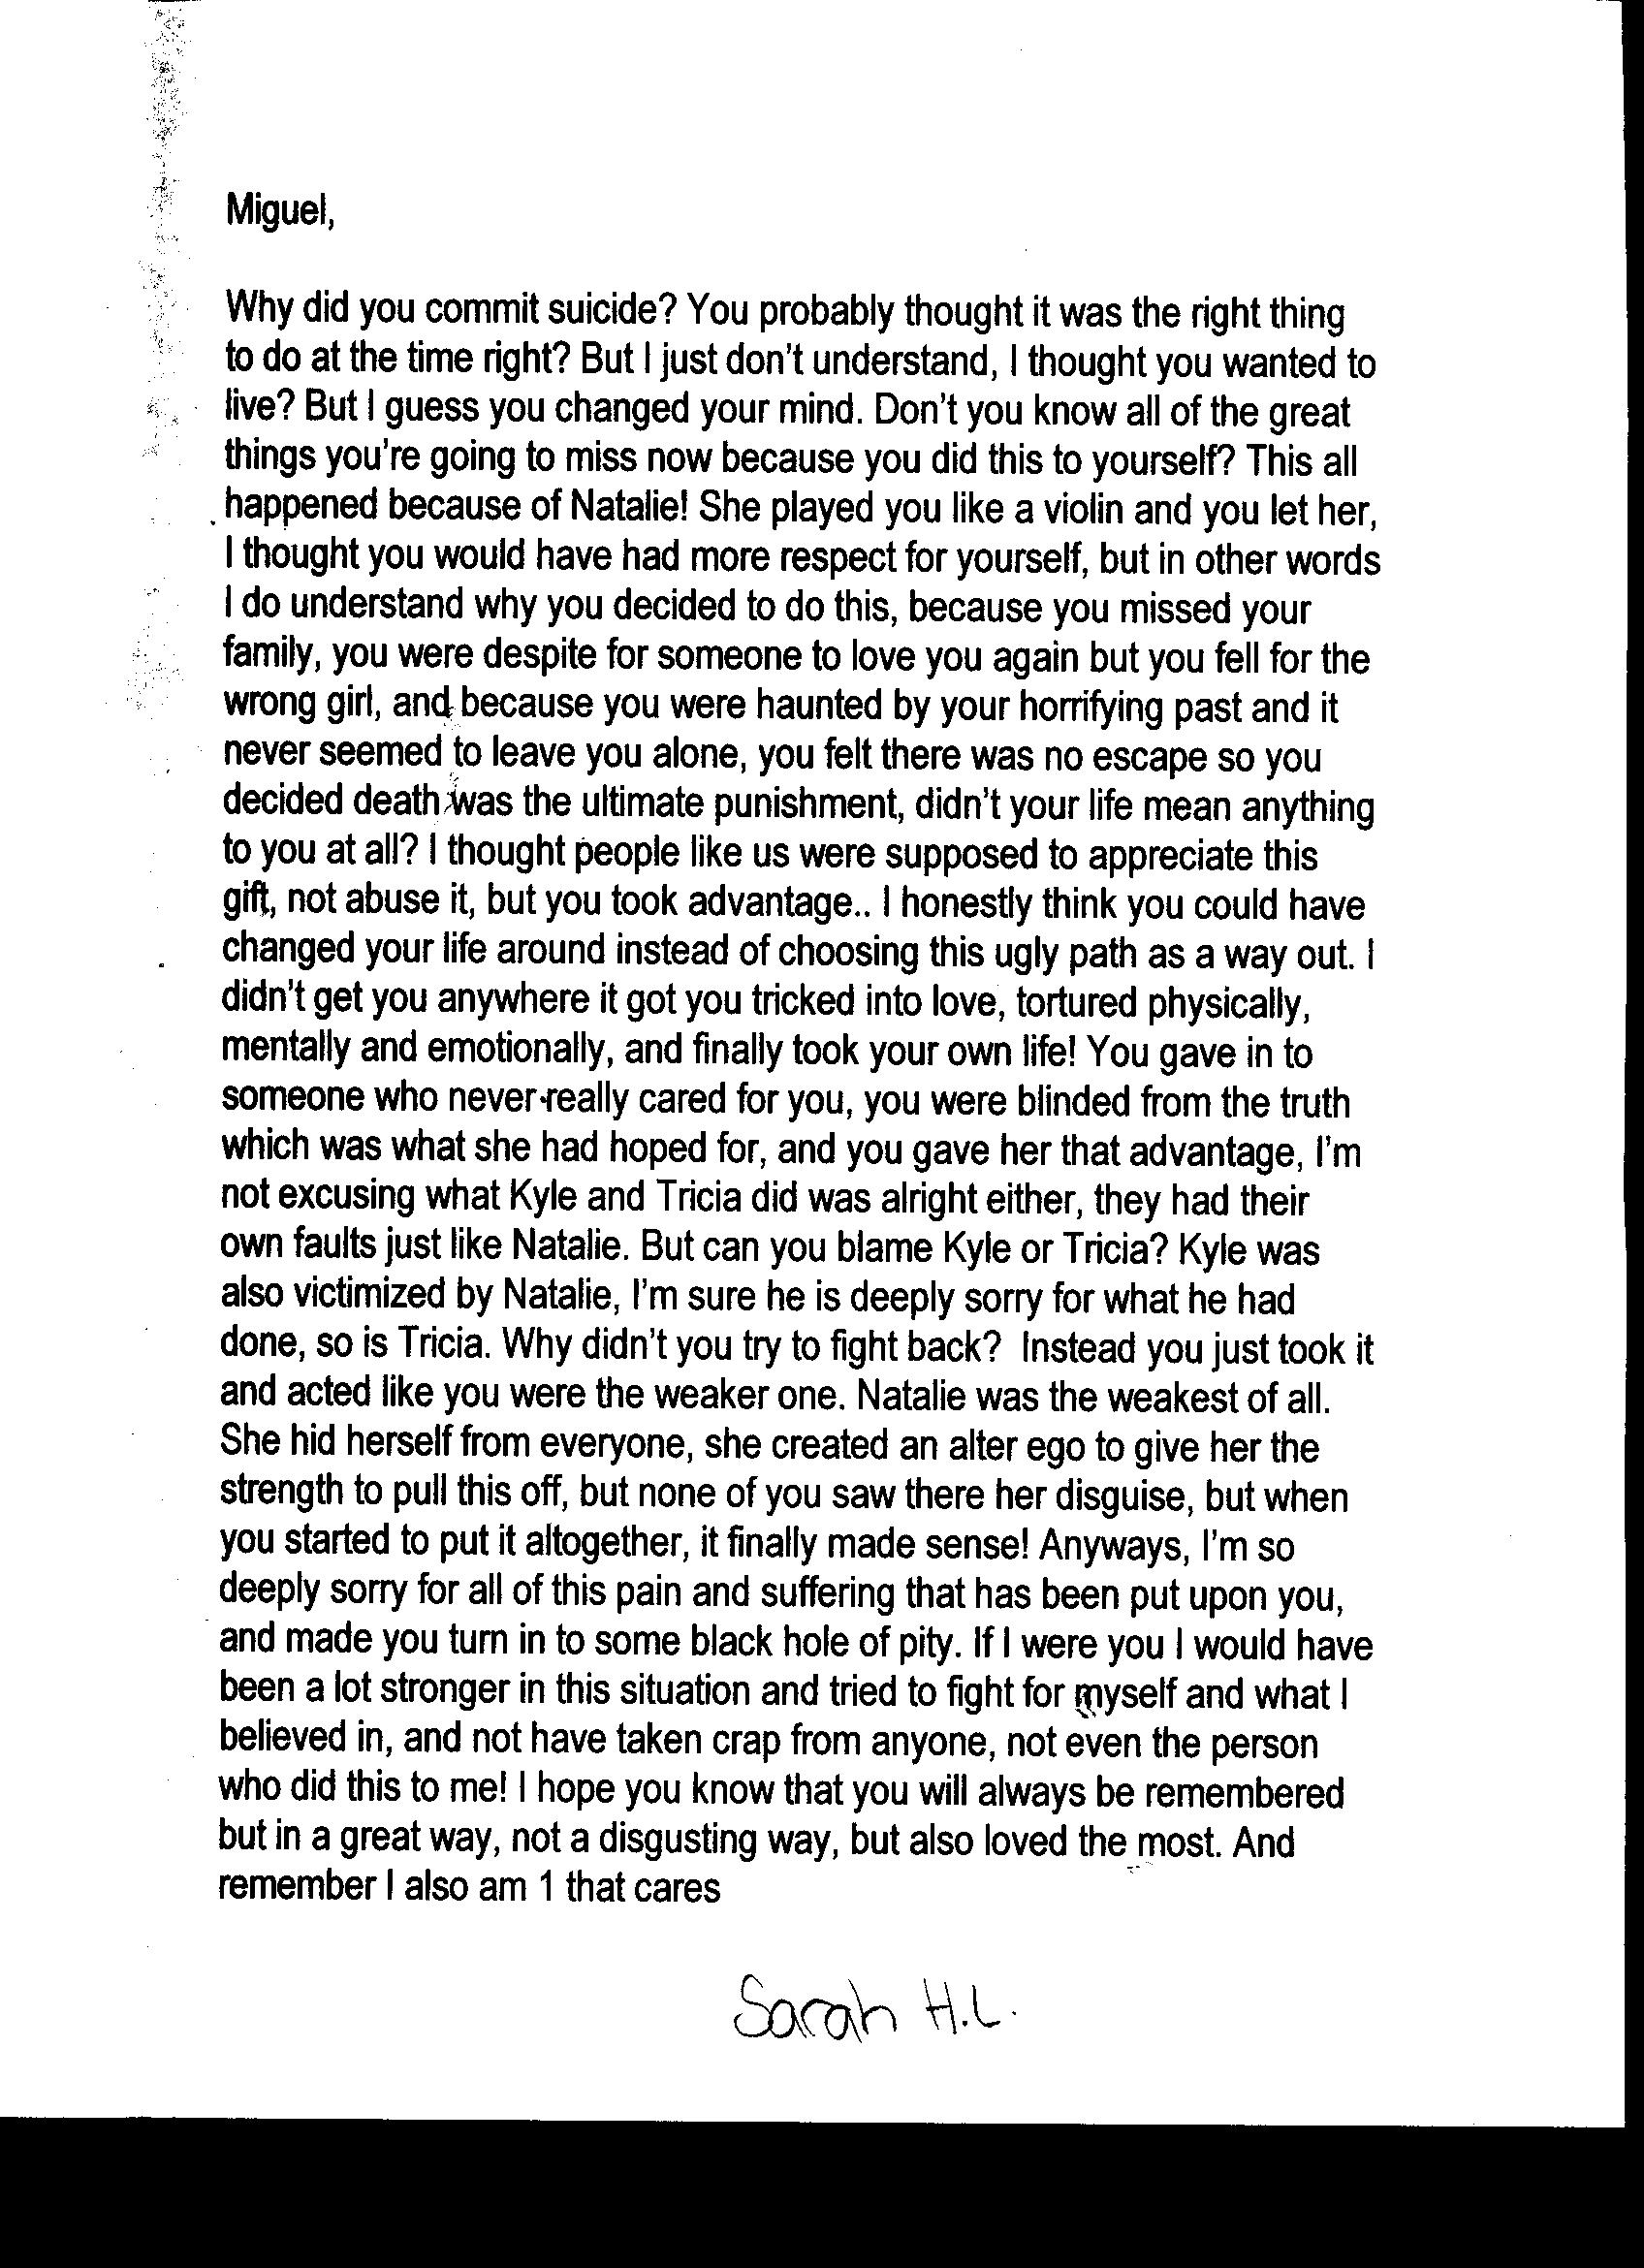 Miguel,
Why did you commit suicide? You probably thought it was the right thing
to do at the time right? But I just don't understand, I thought you wanted to
live? But I guess you changed your mind. Don't you know all of the great
things you're going to miss now because you did this to yourself? This all
happened because of Natalie! She played you like a violin and you let her,
I thought you would have had more respect for yourself, but in other words
I do understand why you decided to do this, because you missed your
family, you were despite for someone to love you again but you fell for the
wrong girl, and because you were haunted by your horrifying past and it
never seemed to leave you alone, you felt there was no escape so you
decided death was the ultimate punishment, didn't your life mean anything
to you at all? I thought people like us were supposed to appreciate this
gift, not abuse it, but you took advantage.. I honestly think you could have
changed your life around instead of choosing this ugly path as a way out. I
didn't get you anywhere it got you tricked into love, tortured physically,
mentally and emotionally, and finally took your own life! You gave in to
someone who never really cared for you, you were blinded from the truth
which was what she had hoped for, and you gave her that advantage, I'm
not excusing what Kyle and Tricia did was alright either, they had their
own faults just like Natalie. But can you blame Kyle or Tricia? Kyle was
also victimized by Natalie, I'm sure he is deeply sorry for what he had
done, so is Tricia. Why didn't you try to fight back?  Instead you just took it
and acted like you were the weaker one. Natalie was the weakest of all.
She hid herself from everyone, she created an alter ego to give her the
strength to pull this off, but none of you saw there her disguise, but when
you started to put it altogether, it finally made sense! Anyways, I'm so
deeply sorry for all of this pain and suffering that has been put upon you,
and made you turn in to some black hole of pity. If I were you I would have
been a lot stronger in this situation and tried to fight for myself and what I
believed in, and not have taken crap from anyone, not even the person
who did this to me! I hope you know that you will always be remembered
but in a great way, not a disgusting way, but also loved the most. And
remember I also am 1 that cares
Sarah H.L.